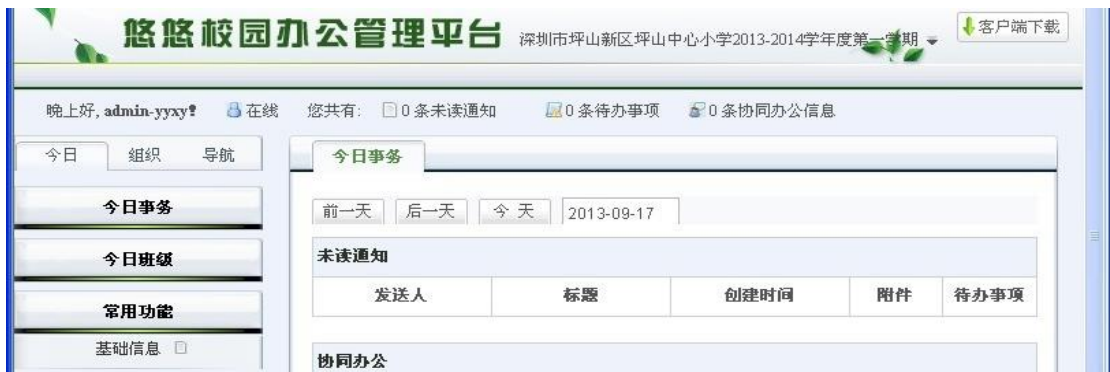 悠悠校园办公管理平台 深圳市坪山新区坪山中心小学2013-2014学年度第一学期 客户端下载
晚上好, admin-yyxy! 在线 您共有: 0 条未读通知 0 条待办事项 0 条协同办公信息
今日 组织 导航
今日事务
今日班级
常用功能
基础信息
今日事务
前一天 后一天 今 天 2013-09-17
未读通知
发送人 标题 创建时间 附件 待办事项
协同办公